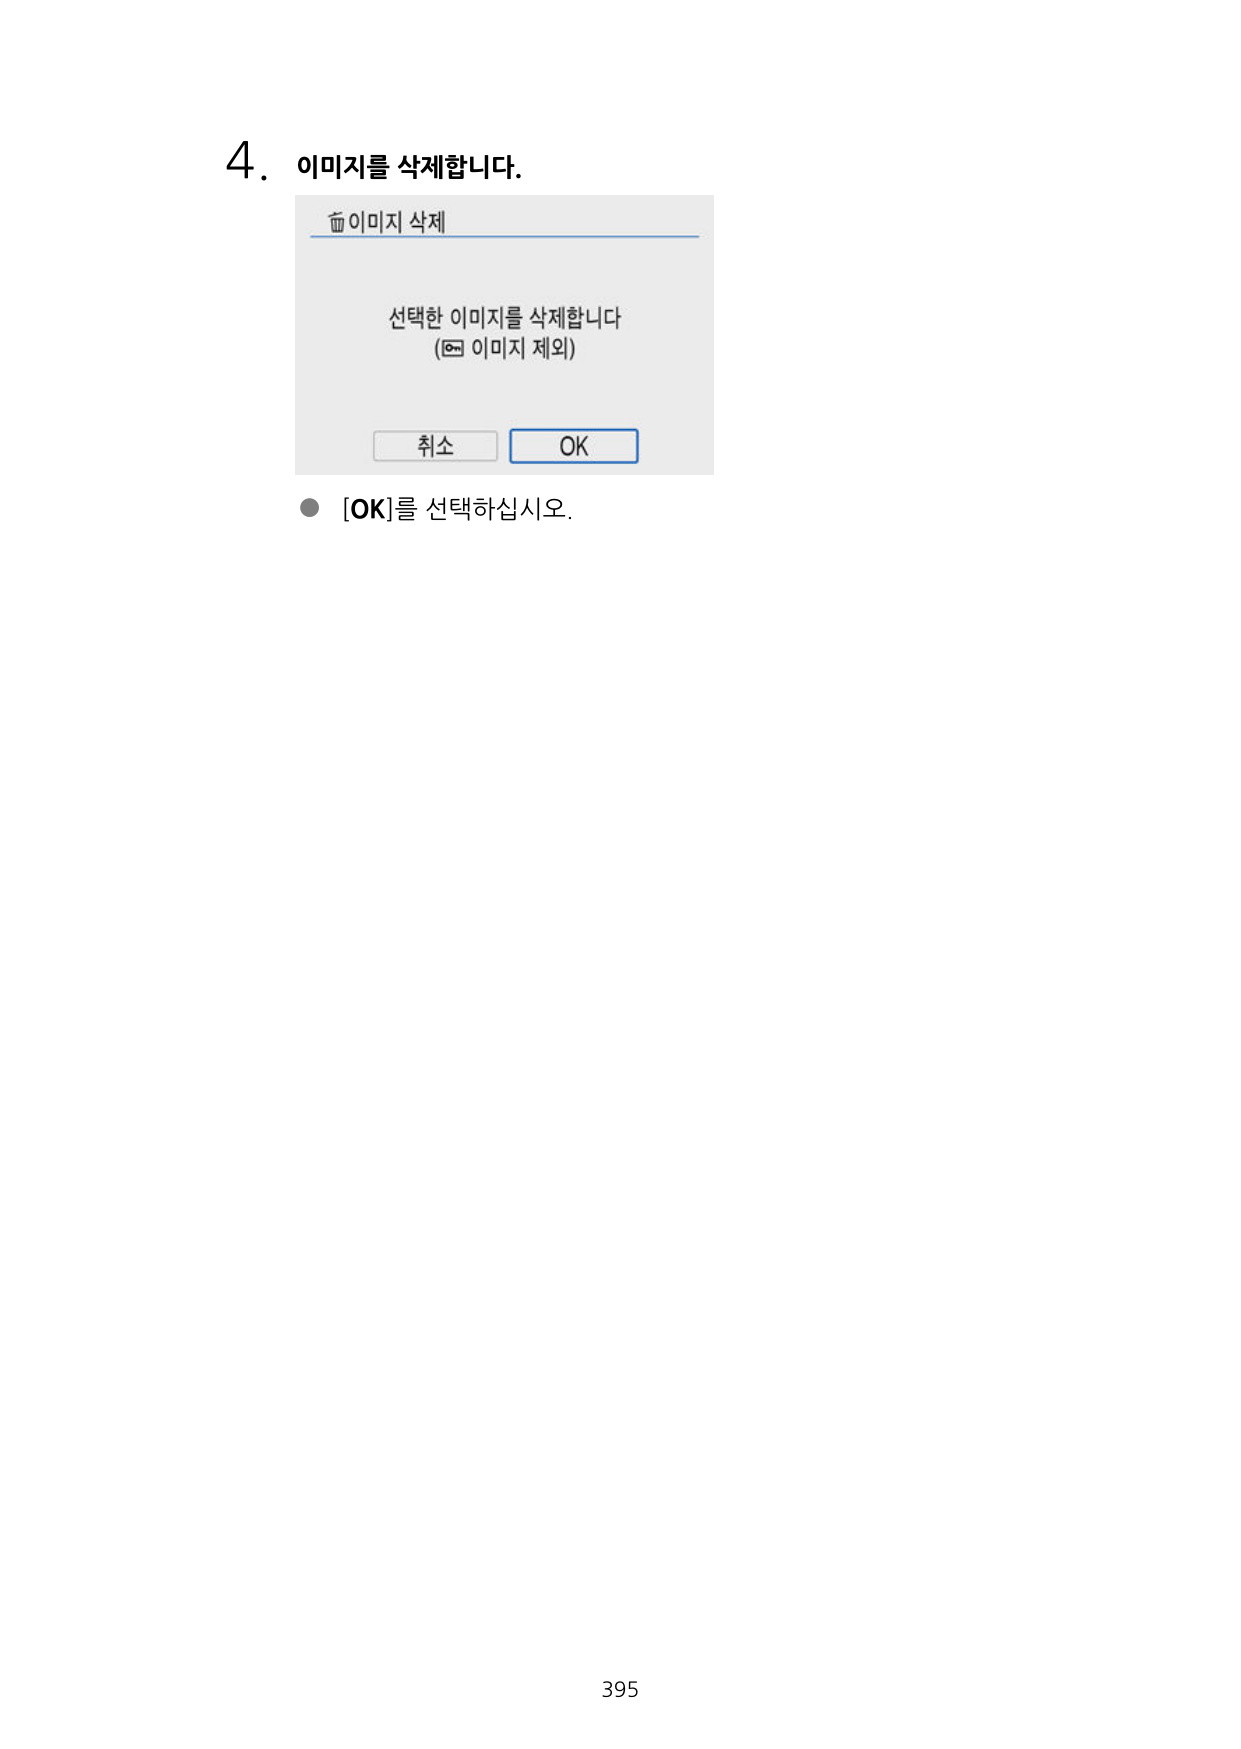 4. 이미지를 삭제합니다.
이미지 삭제
선택한 이미지를 삭제합니다
( 이미지 제외)
취소 OK
● [OK]를 선택하십시오.
395